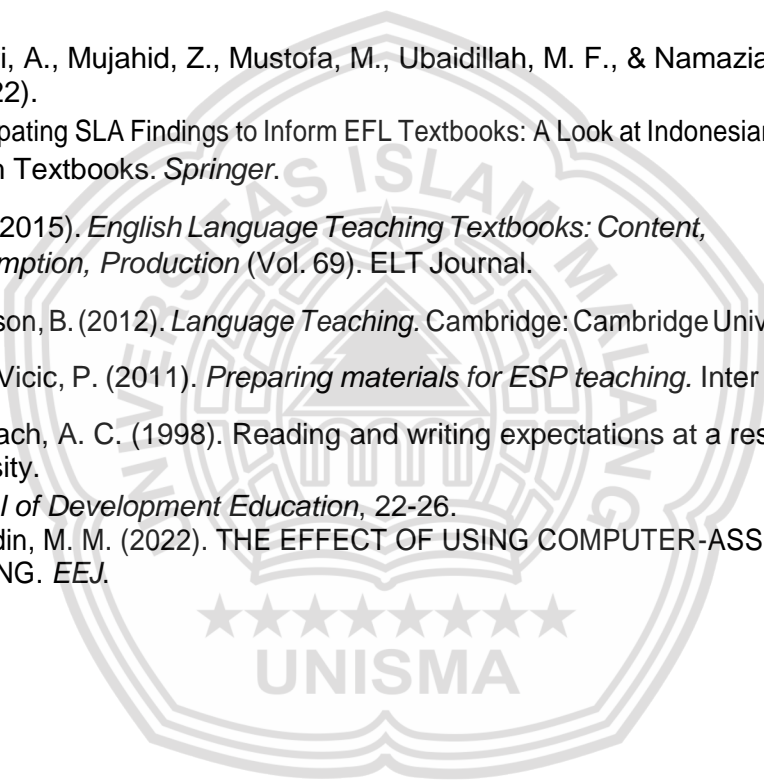 i, A., Mujahid, Z., Mustofa, M., Ubaidillah, M. F., & Namazia
22).
pating SLA Findings to Inform EFL Textbooks: A Look at Indonesian
n Textbooks. Springer.
2015). English Language Teaching Textbooks: Content,
mption, Production (Vol. 69). ELT Journal.
son, B. (2012). Language Teaching. Cambridge: Cambridge Univ
Vicic, P. (2011). Preparing materials for ESP teaching. Inter
ach, A. C. (1998). Reading and writing expectations at a res
sity.
l of Development Education, 22-26.
din, M. M. (2022). THE EFFECT OF USING COMPUTER-ASS
NG. EEJ.
UNIVERSITAS ISLAM MALANG
UNISMA